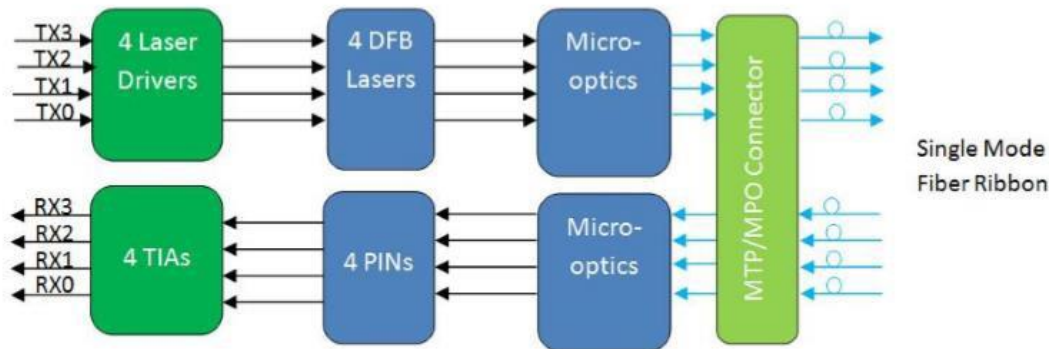 TX3
TX2
TX1
TX0
4 Laser
Drivers
4 DFB
Lasers
Micro-
optics
MTP/MPO Connector
Single Mode
Fiber Ribbon
RX3
RX2
RX1
RX0
4 TIAs
4 PINs
Micro-
optics